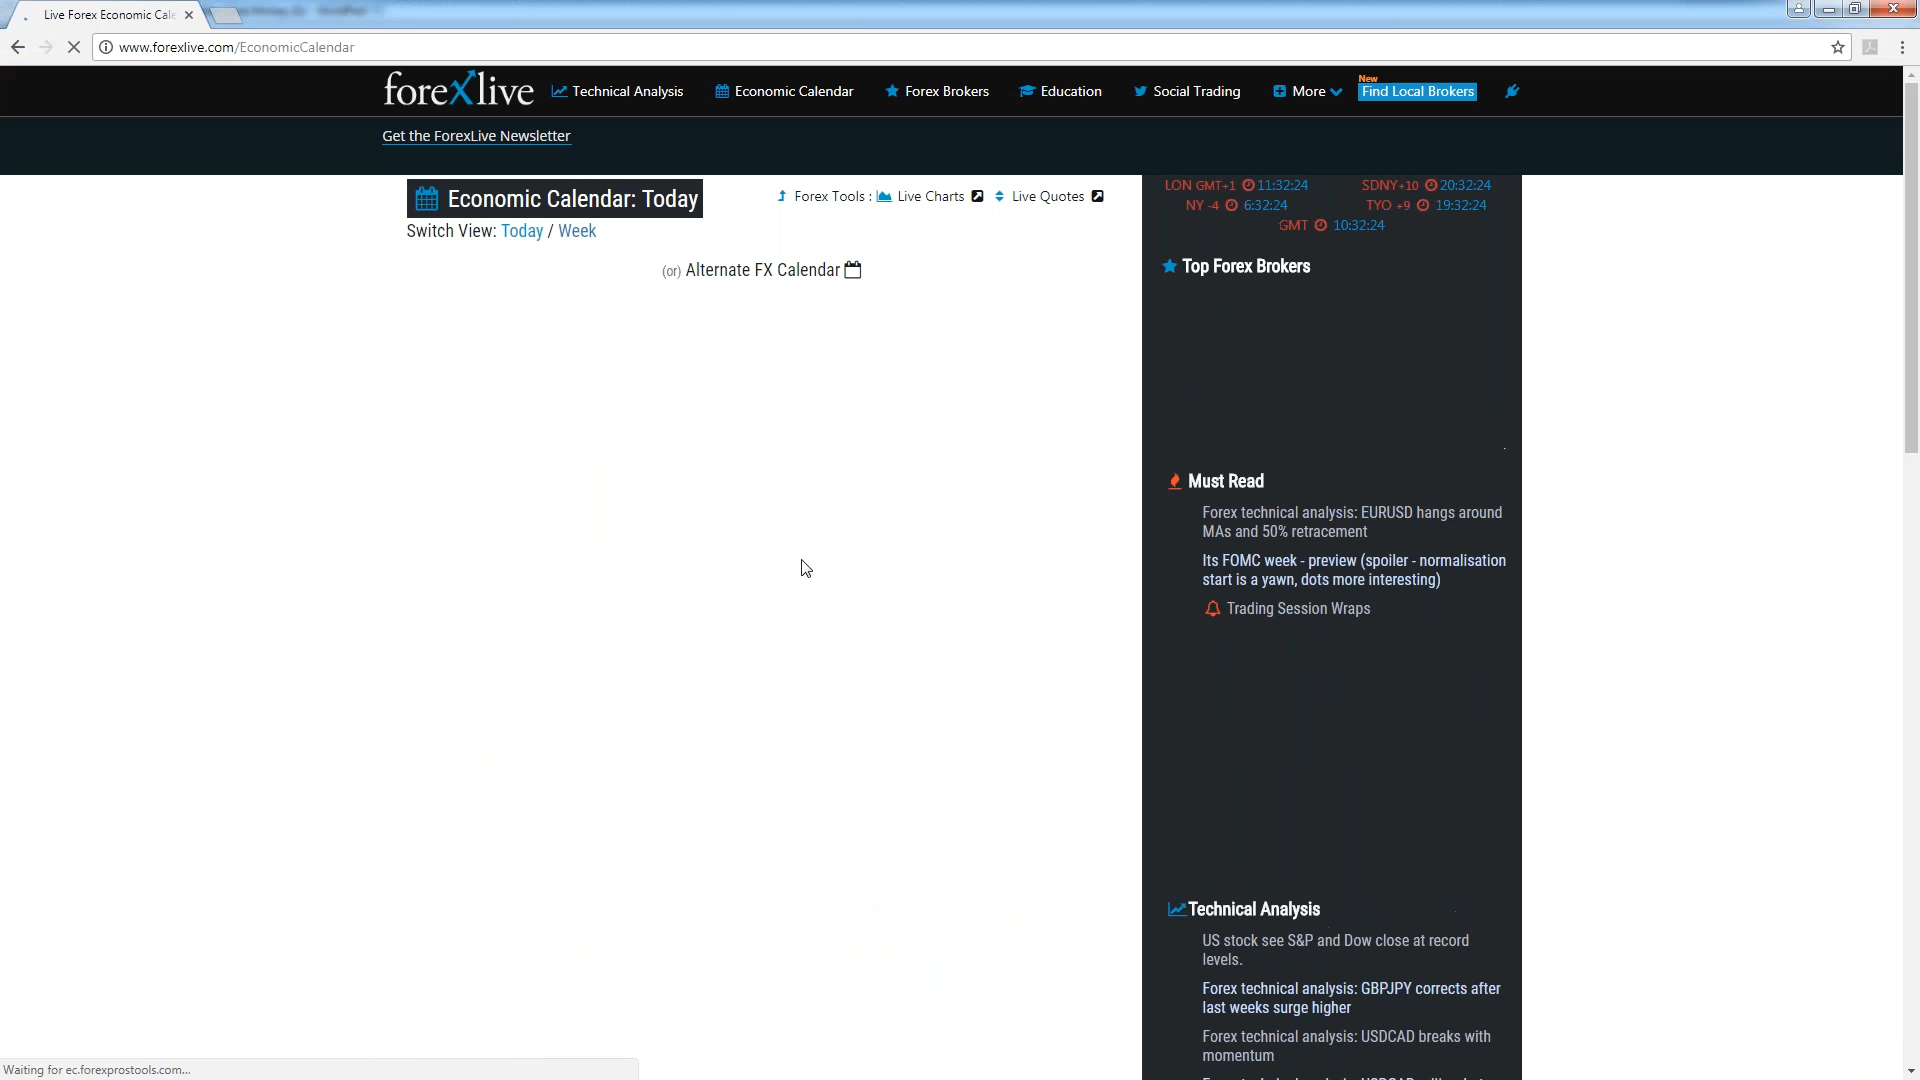 Live Forex Economic Cale
www.forexlive.com/EconomicCalendar
forexlive
Technical Analysis
Economic Calendar
Forex Brokers
Education
Social Trading
More
New
Find Local Brokers
Get the ForexLive Newsletter
Economic Calendar: Today
Forex Tools :
Live Charts
Live Quotes
Switch View: Today / Week
(or) Alternate FX Calendar
LON GMT+1 11:32:24
SDNY+10 20:32:24
NY -4 6:32:24
TYO +9 19:32:24
GMT 10:32:24
Top Forex Brokers
Must Read
Forex technical analysis: EURUSD hangs around
MAs and 50% retracement
Its FOMC week - preview (spoiler - normalisation
start is a yawn, dots more interesting)
Trading Session Wraps
Technical Analysis
US stock see S&P and Dow close at record
levels.
Forex technical analysis: GBPJPY corrects after
last weeks surge higher
Forex technical analysis: USDCAD breaks with
momentum
Waiting for ec.forexprostools.com...